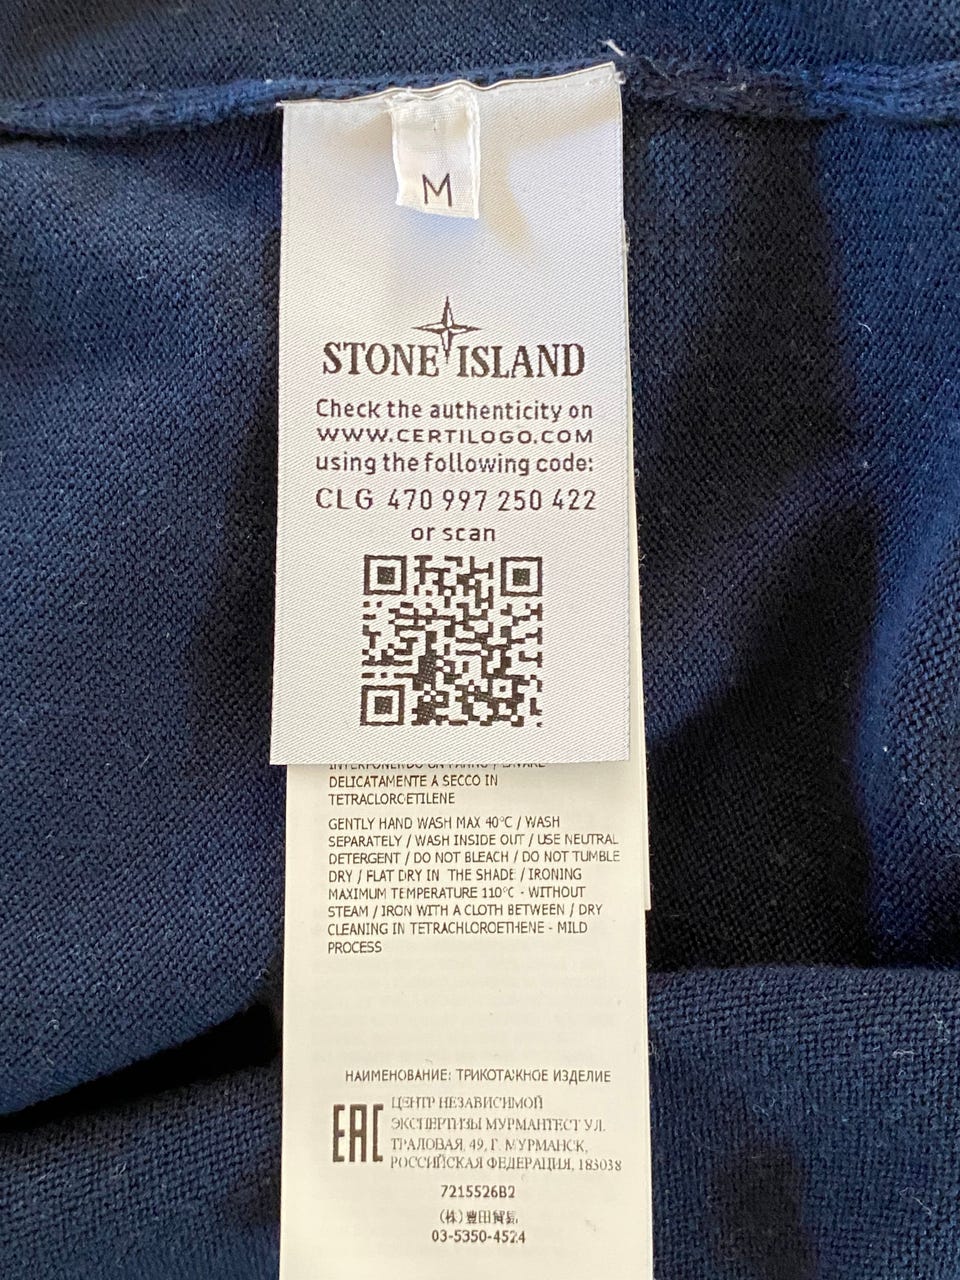 M
STONE ISLAND
Check the authenticity on
WWW.CERTILOGO.COM
using the following code:
CLG 470 997 250 422
or scan
DELICATAMENTE A SECCO IN
TETRACLOROETILENE
GENTLY HAND WASH MAX 40°C / WASH
SEPARATELY / WASH INSIDE OUT / USE NEUTRAL
DETERGENT / DO NOT BLEACH / DO NOT TUMBLE
DRY / FLAT DRY IN THE SHADE / IRONING
MAXIMUM TEMPERATURE 110°C - WITHOUT
STEAM / IRON WITH A CLOTH BETWEEN / DRY
CLEANING IN TETRACHLOROETHENE - MILD
PROCESS
НАИМЕНОВАНИЕ: ТРИКОТАЖНОЕ ИЗДЕЛИЕ
EAC
ЦЕНТР НЕЗАВИСИМОЙ
ЭКСПЕРТИЗЫ МУРМАНТЕСТ УЛ.
ТРАЛОВАЯ, 49, Г. МУРМАНСК,
РОССИЙСКАЯ ФЕДЕРАЦИЯ, 183038
7215526B2
(株)豊田貿易
03-5350-4524